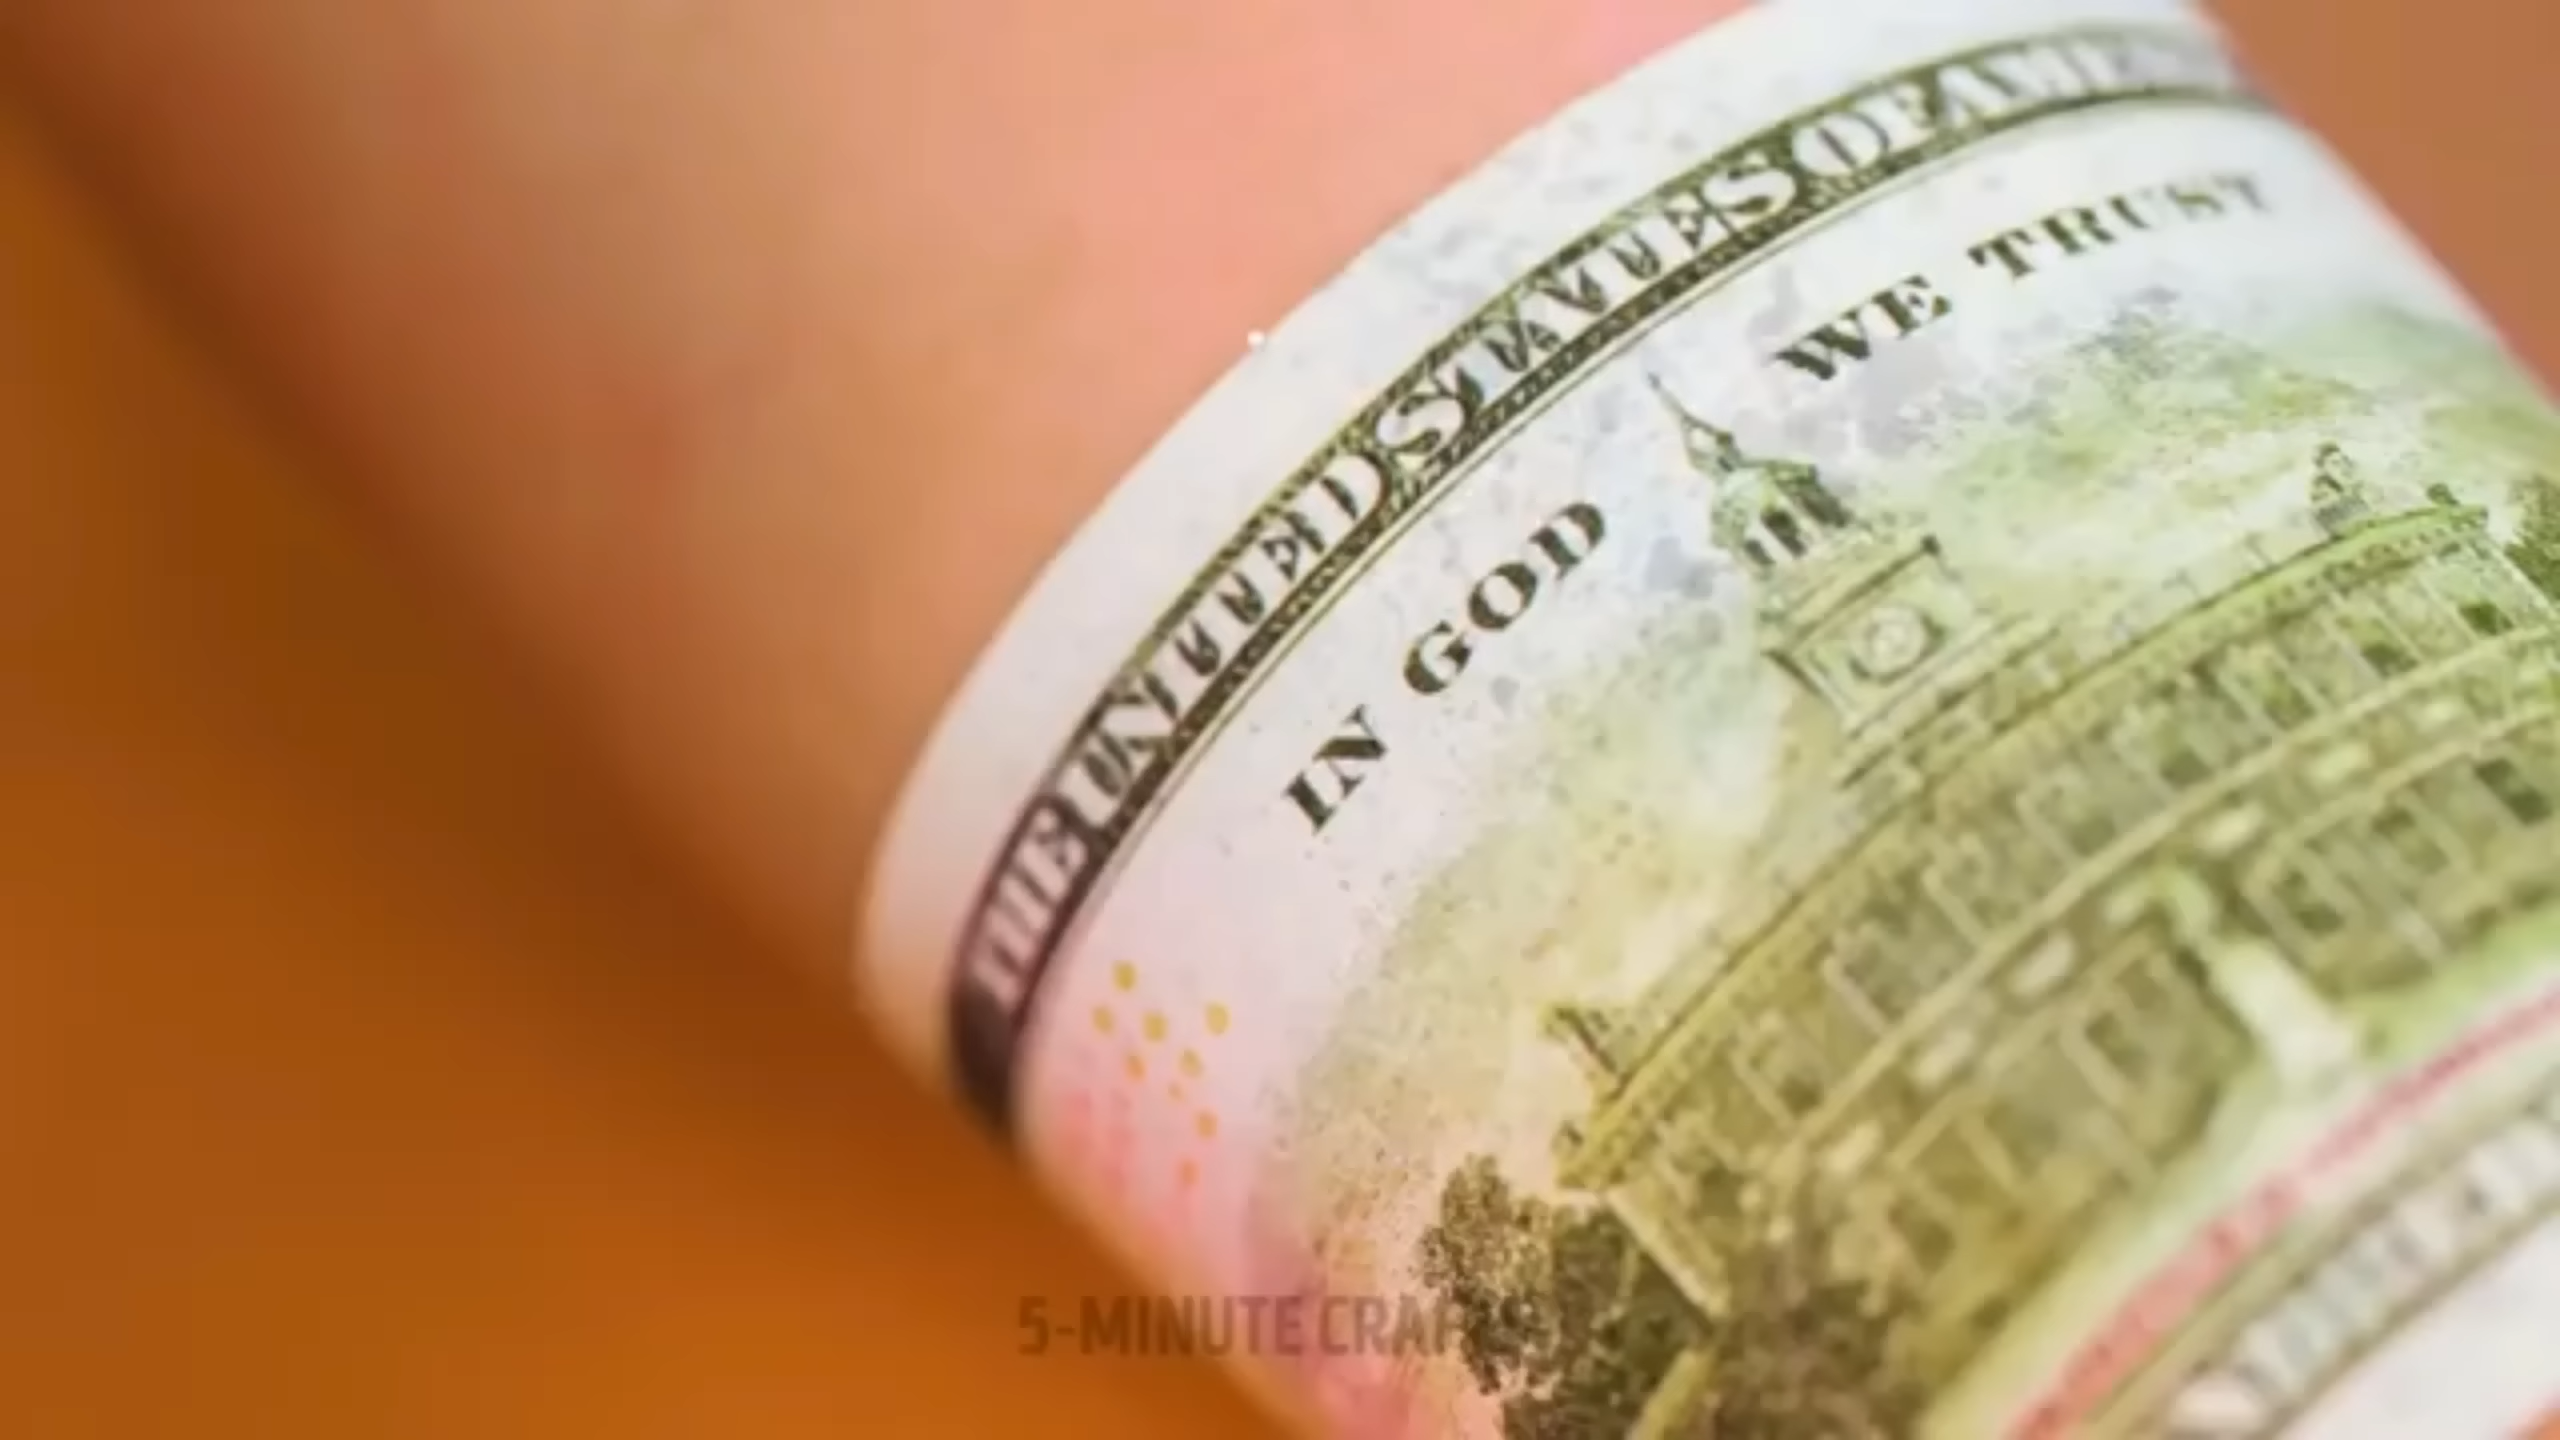 THE UNITED STATES OF AME
IN GOD WE TRUST
5-MINUTE CRAF